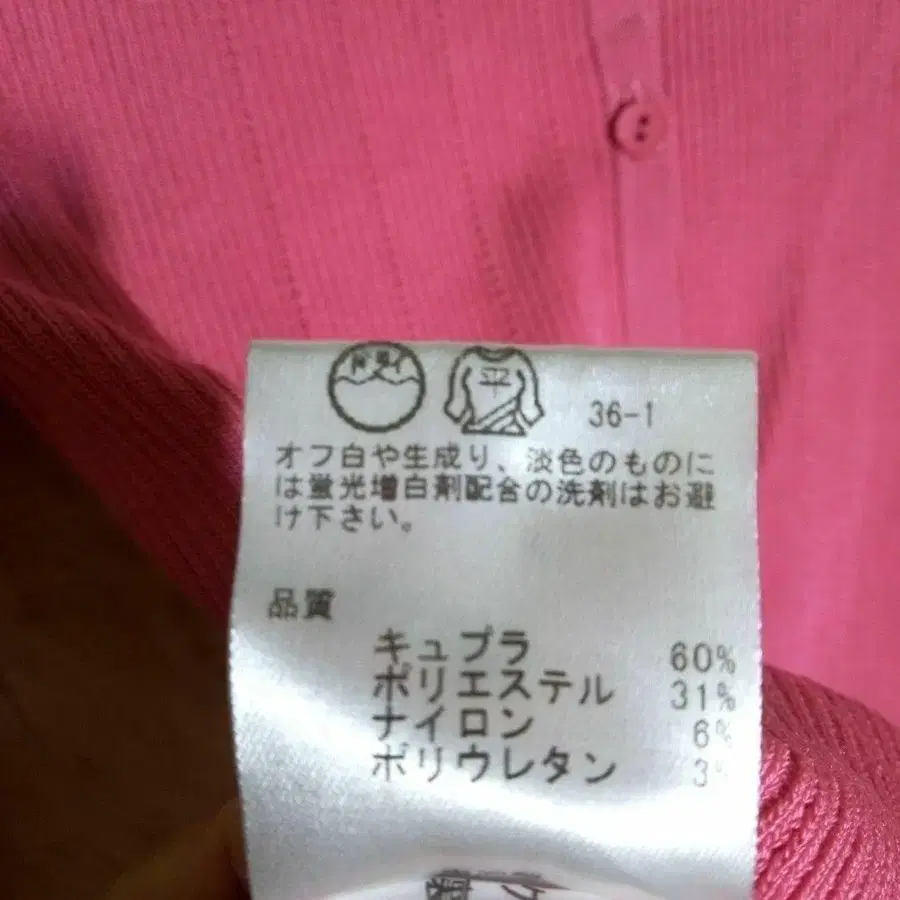 平
36-1
オフ白や生成り、淡色のものに
は蛍光増白剤配合の洗剤はお避
け下さい。
品質
キュプラ 60%
ポリエステル 31%
ナイロン 6%
ポリウレタン 3%